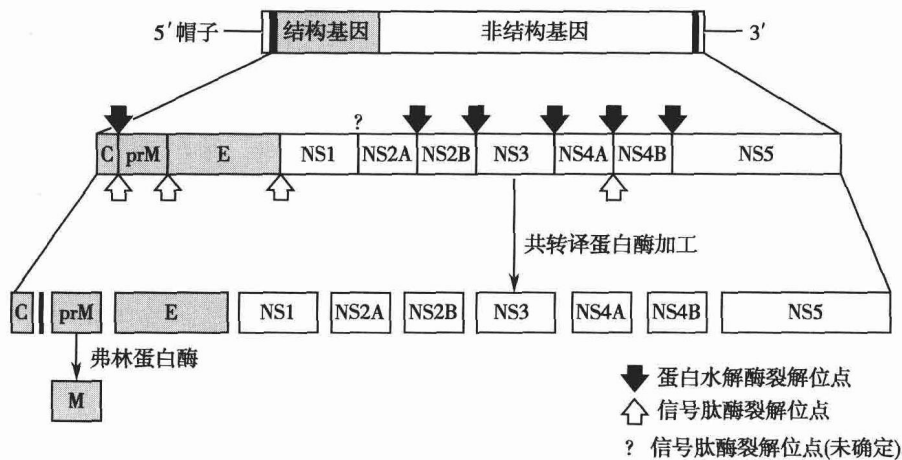 5′帽子 结构基因 非结构基因 3′
?
C prM E NS1 NS2A NS2B NS3 NS4A NS4B NS5
共转译蛋白酶加工
C prM E NS1 NS2A NS2B NS3 NS4A NS4B NS5
弗林蛋白酶
M
蛋白水解酶裂解位点
信号肽酶裂解位点
? 信号肽酶裂解位点(未确定)